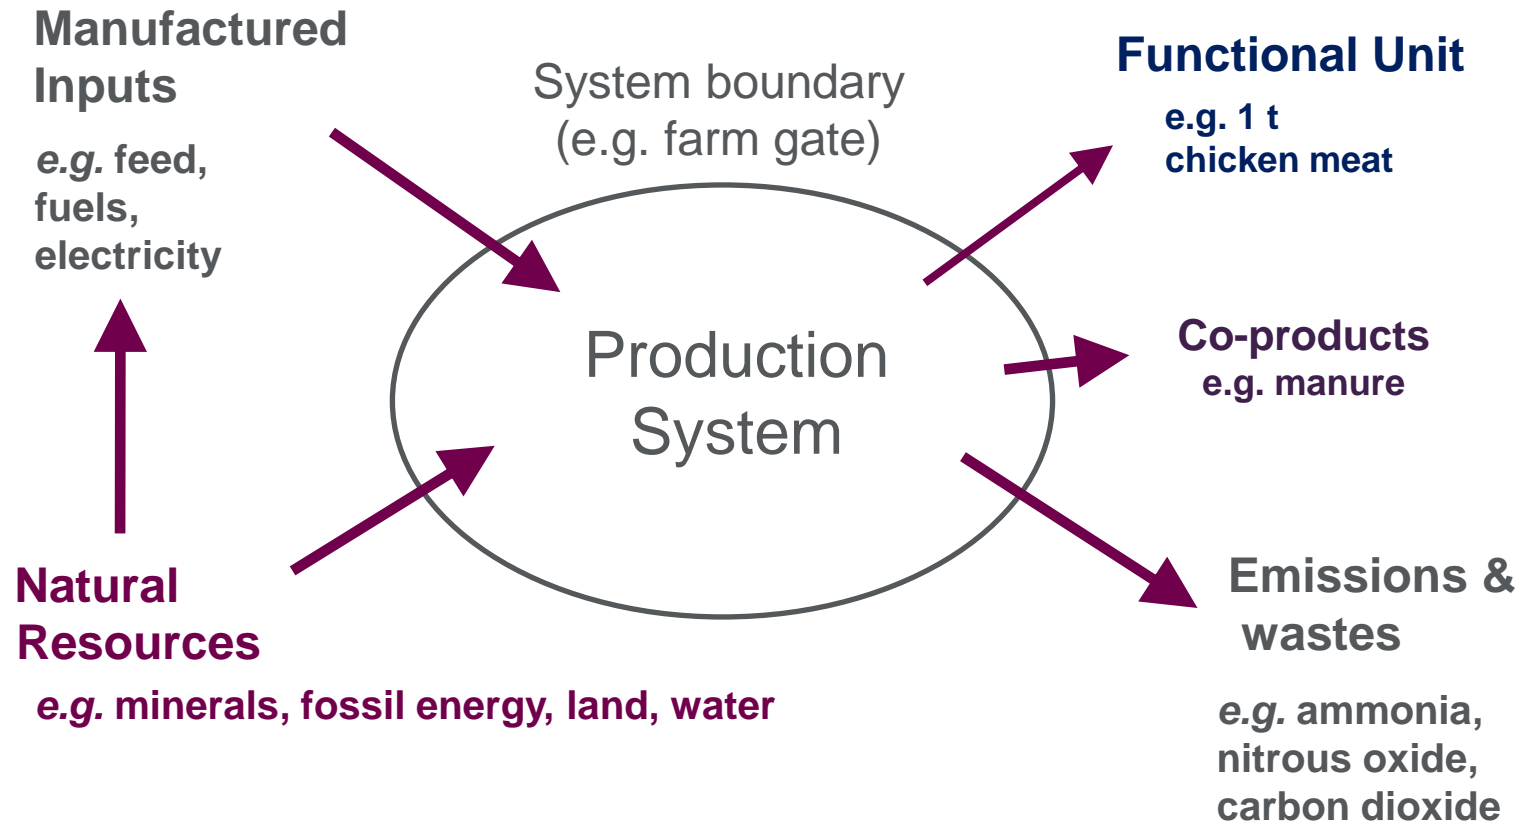 Manufactured
Inputs
e.g. feed,
fuels,
electricity
System boundary
(e.g. farm gate)
Functional Unit
e.g. 1 t
chicken meat
Production
System
Co-products
e.g. manure
Natural
Resources
e.g. minerals, fossil energy, land, water
Emissions &
wastes
e.g. ammonia,
nitrous oxide,
carbon dioxide